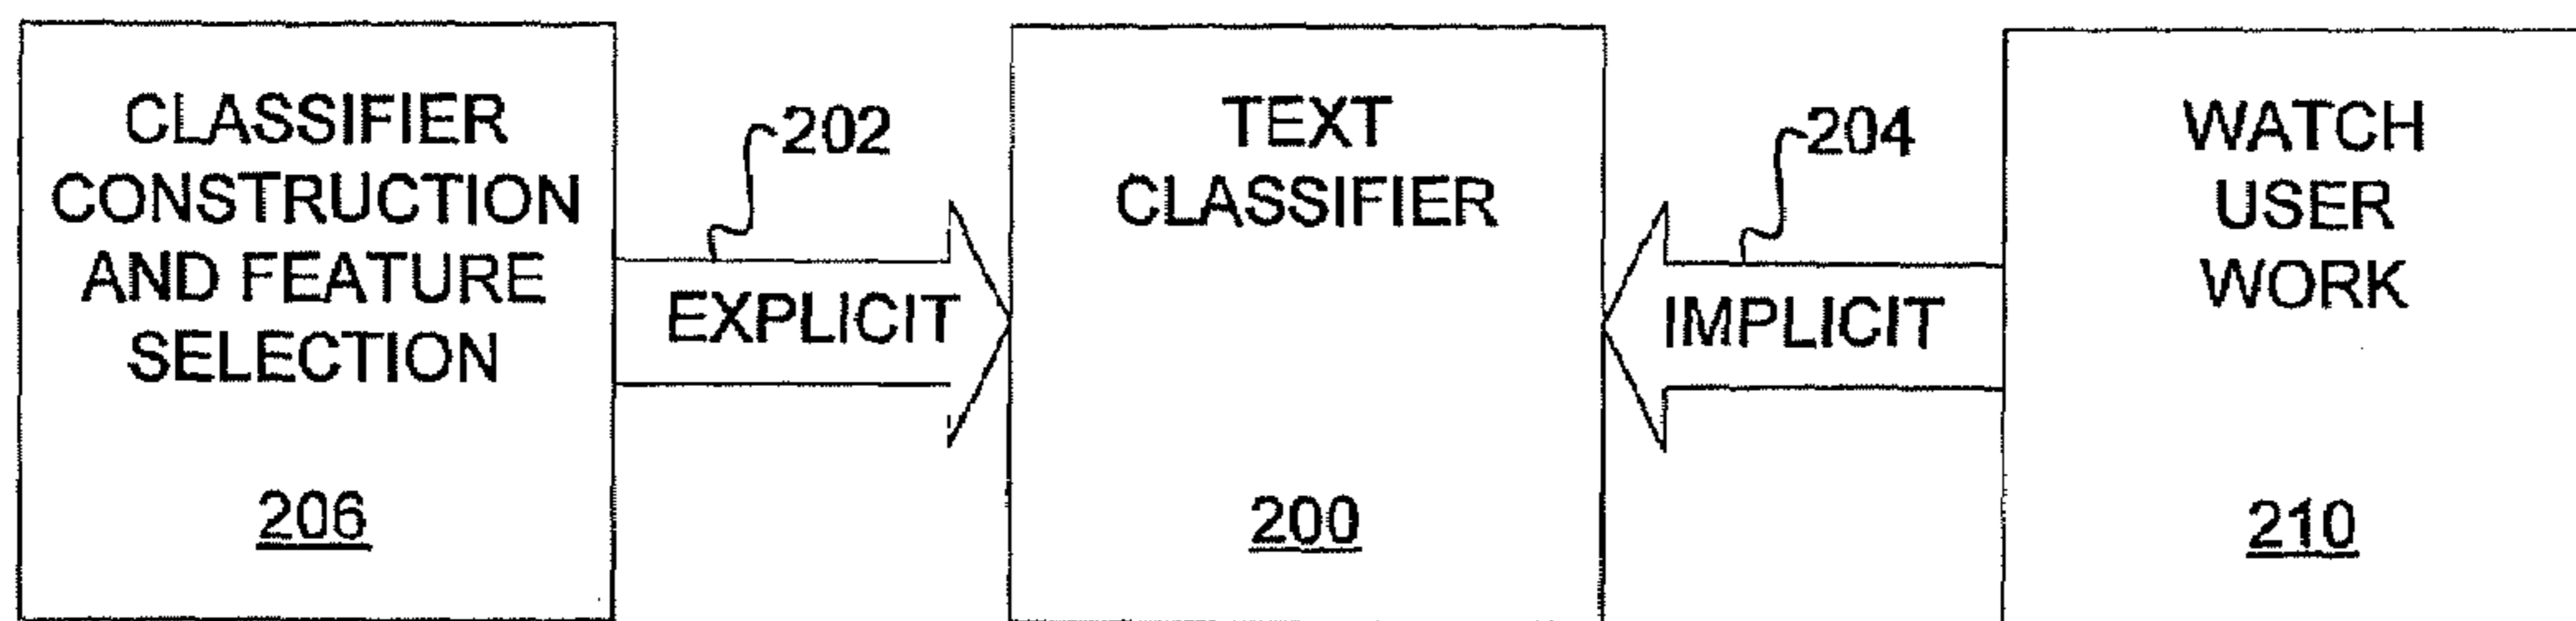 CLASSIFIER
CONSTRUCTION
AND FEATURE
SELECTION
206
202
EXPLICIT
TEXT
CLASSIFIER
200
204
IMPLICIT
WATCH
USER
WORK
210